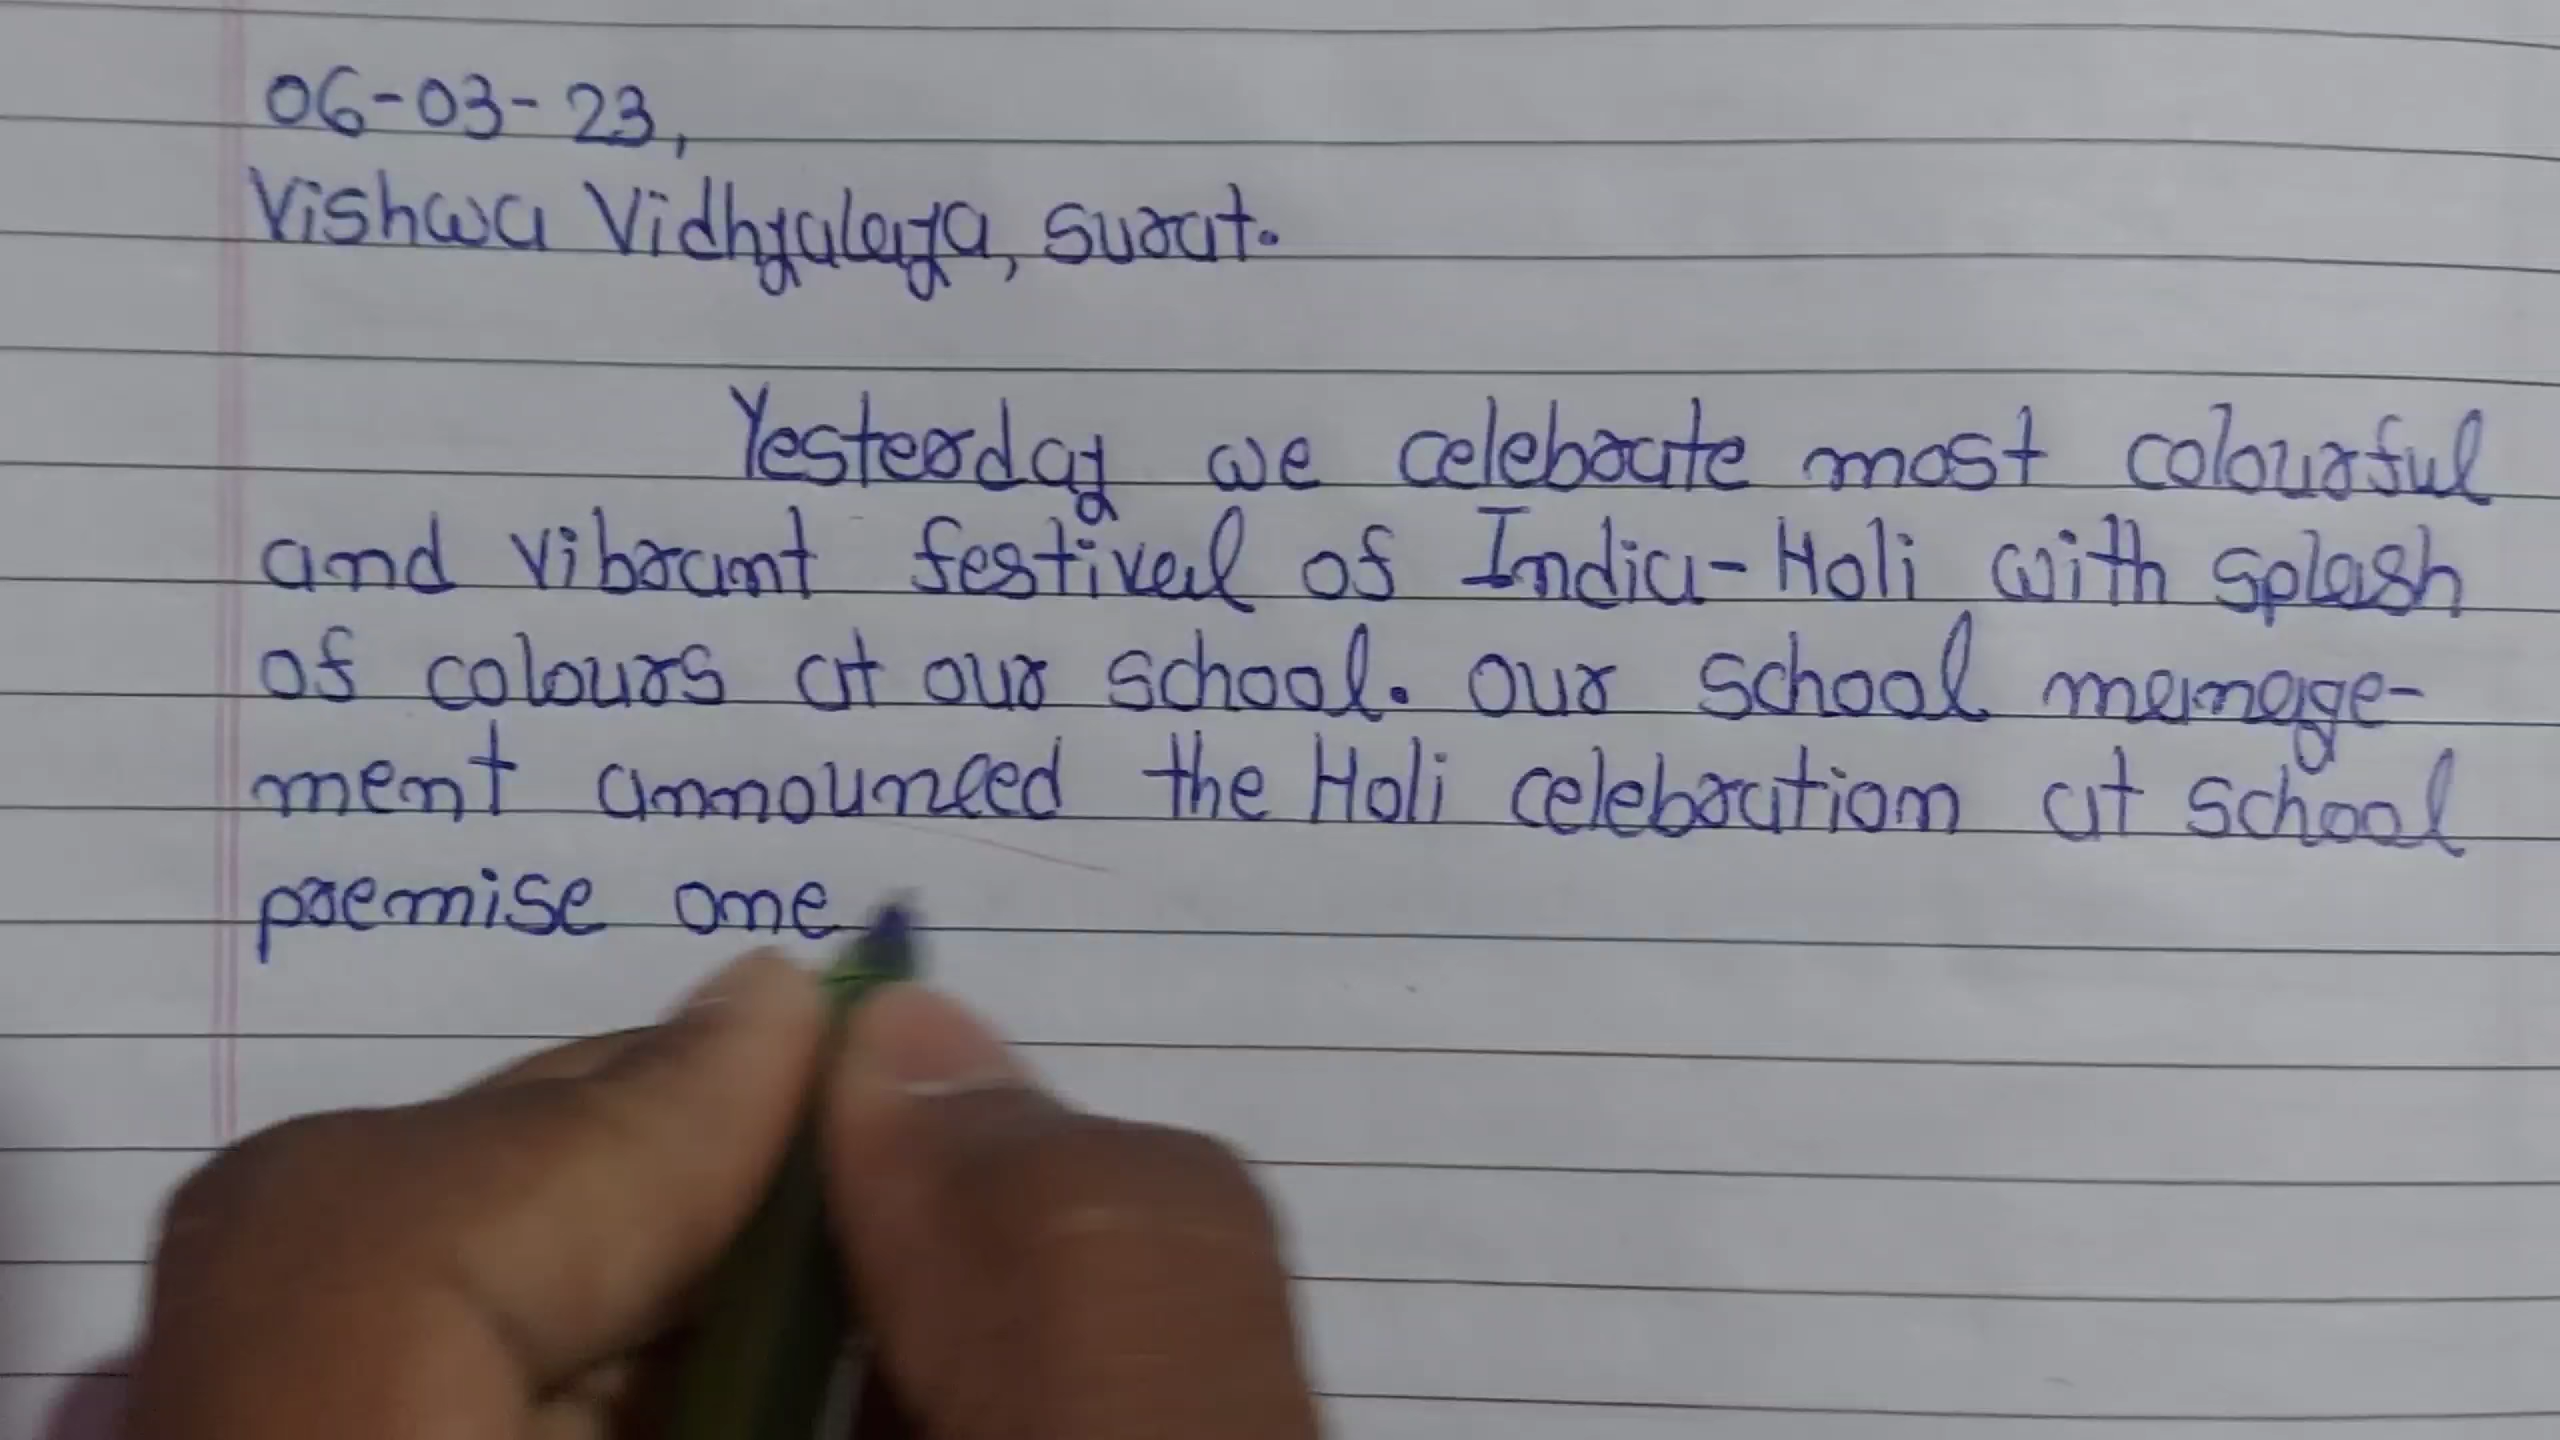 06-03-23,
Vishwa Vidhyalaya, Surat.
Yesterday we celebrate most colourful
and vibrant festival of India-Holi with splash
of colours at our school. Our school manage-
ment announced the Holi celebration at school
premise one